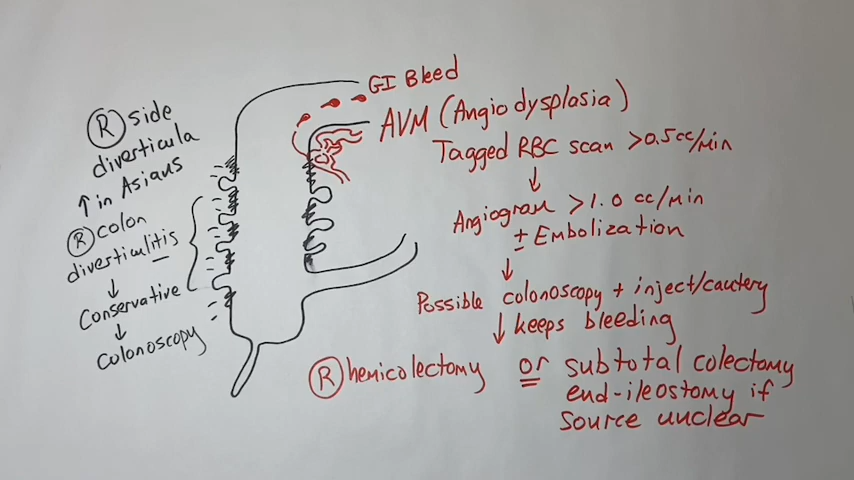 Ⓡ side
diverticula
↑ in Asians
Ⓡ colon
diverticulitis
↓
Conservative
↓
colonoscopy
GI Bleed
AVM (Angiodysplasia)
Tagged RBC scan >0.5cc/min
↓
Angiogram >1.0 cc/min
± Embolization
↓
Possible colonoscopy + inject/cautery
↓ keeps bleeding
Ⓡ hemicolectomy or subtotal colectomy
end-ileostomy if
source unclear